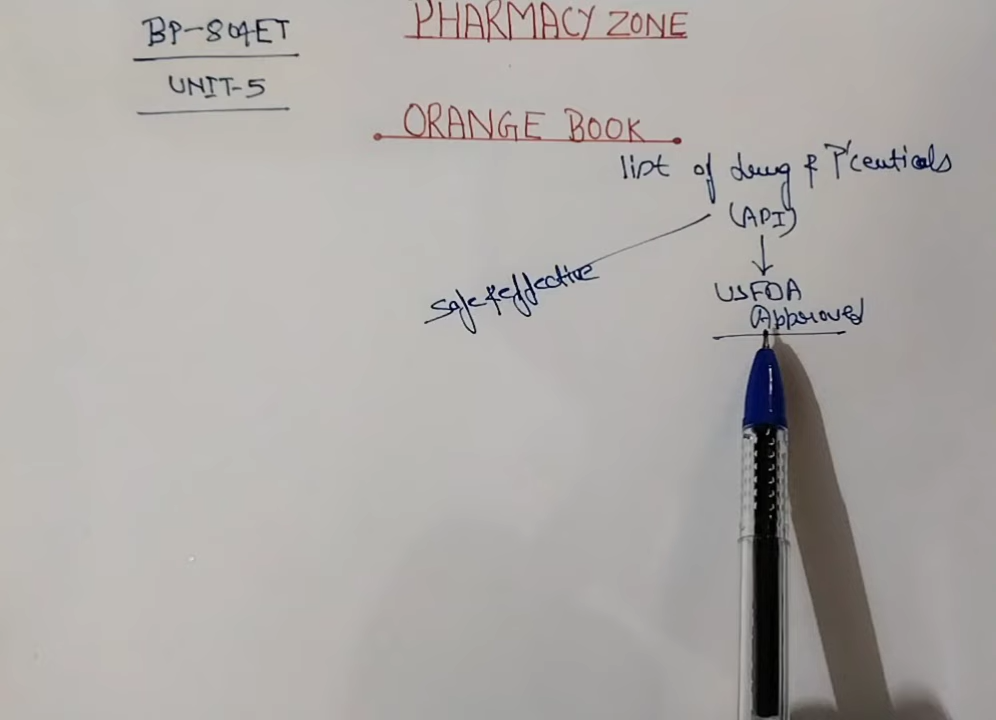 BP-804ET
PHARMACY ZONE
UNIT-5
ORANGE BOOK
list of drug & P'ceuticals
(API)
safe & effective
USFDA
Approved